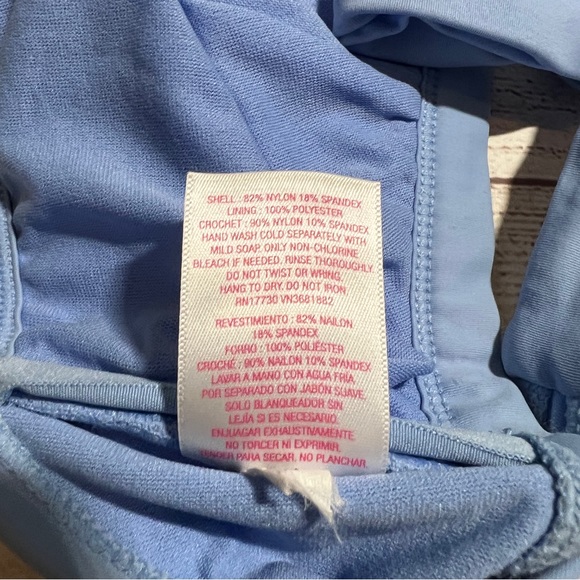 SHELL : 82% NYLON 18% SPANDEX
LINING : 100% POLYESTER
CROCHET : 90% NYLON 10% SPANDEX
HAND WASH COLD SEPARATELY WITH
MILD SOAP. ONLY NON-CHLORINE
BLEACH IF NEEDED. RINSE THOROUGHLY.
DO NOT TWIST OR WRING.
HANG TO DRY. DO NOT IRON
RN17730 VN3681882
REVESTIMIENTO : 82% NAILON
18% SPANDEX
FORRO : 100% POLIÉSTER
CROCHÉ : 90% NAILON 10% SPANDEX
LAVAR A MANO CON AGUA FRÍA
POR SEPARADO CON JABÓN SUAVE.
SOLO BLANQUEADOR SIN
LEJÍA SI ES NECESARIO.
ENJUAGAR EXHAUSTIVAMENTE
NO TORCER NI EXPRIMIR.
TENDER PARA SECAR. NO PLANCHAR.